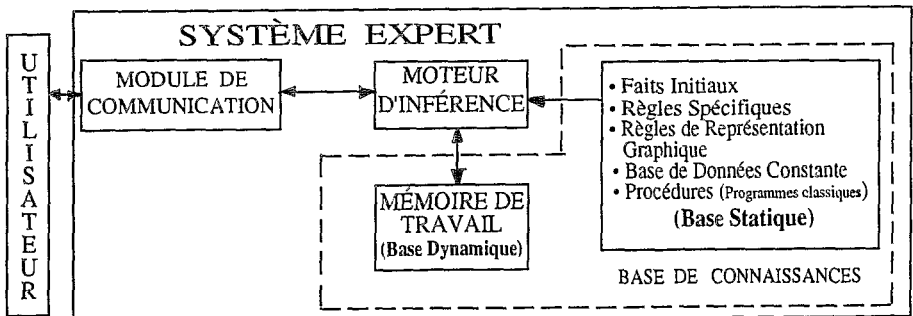 SYSTÈME EXPERT
UTILISATEUR
MODULE DE
COMMUNICATION
MOTEUR
D'INFÉRENCE
• Faits Initiaux
• Règles Spécifiques
• Règles de Représentation
Graphique
• Base de Données Constante
• Procédures (Programmes classiques)
(Base Statique)
MÉMOIRE DE
TRAVAIL
(Base Dynamique)
BASE DE CONNAISSANCES